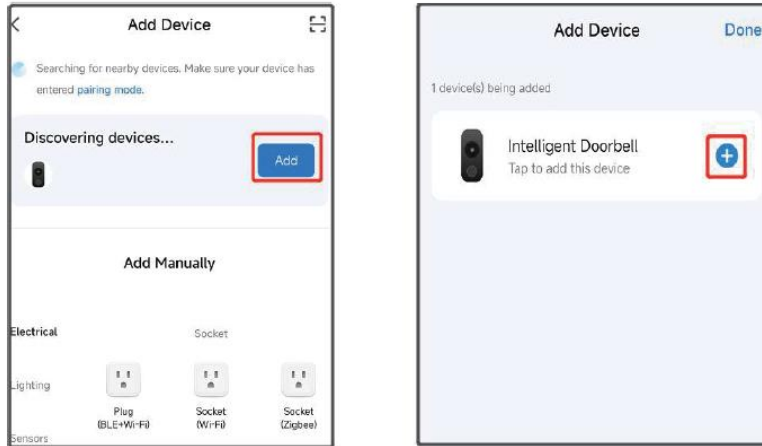 Add Device
Searching for nearby devices. Make sure your device has
entered pairing mode.
Discovering devices...
Add
Add Manually
Electrical
Socket
Lighting
Plug
(BLE+Wi-Fi)
Socket
(Wi-Fi)
Socket
(Zigbee)
Sensors
Add Device
Done
1 device(s) being added
Intelligent Doorbell
Tap to add this device